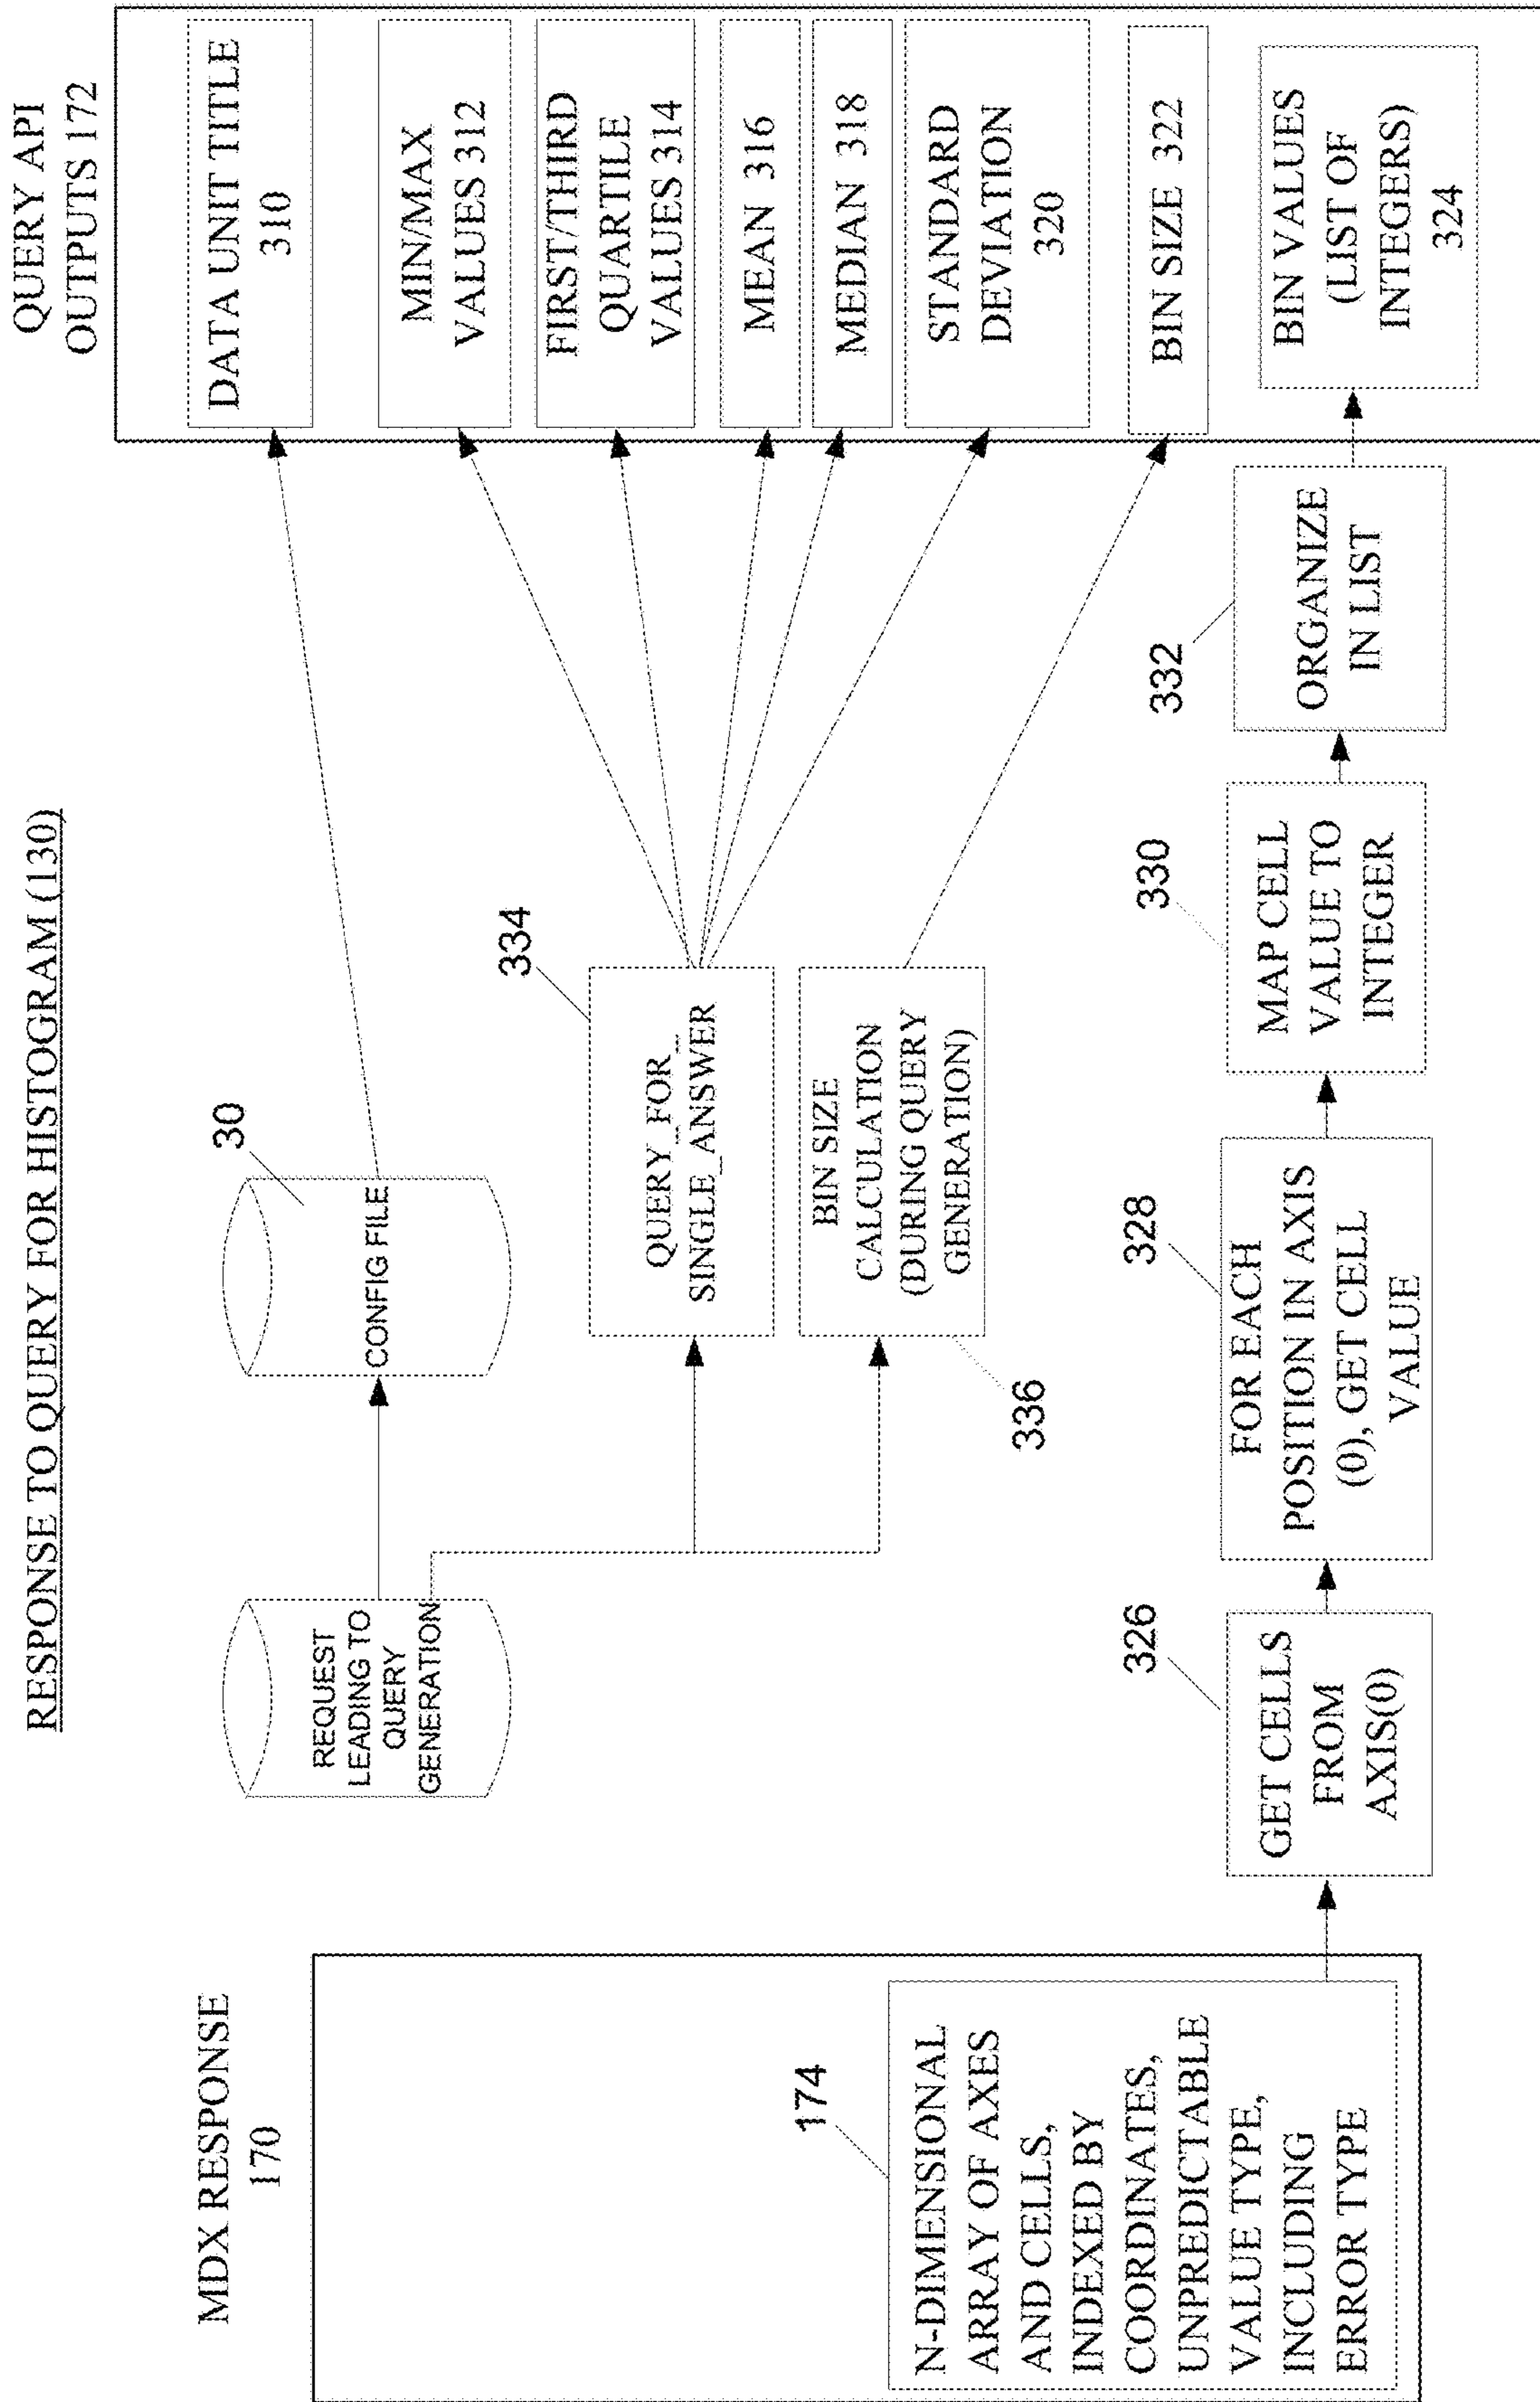 RESPONSE TO QUERY FOR HISTOGRAM (130)
MDX RESPONSE
170
174
N-DIMENSIONAL
ARRAY OF AXES
AND CELLS,
INDEXED BY
COORDINATES,
UNPREDICTABLE
VALUE TYPE,
INCLUDING
ERROR TYPE
REQUEST
LEADING TO
QUERY
GENERATION
30
CONFIG FILE
334
QUERY_FOR_
SINGLE_ANSWER
BIN SIZE
CALCULATION
(DURING QUERY
GENERATION)
336
326
GET CELLS
FROM
AXIS(0)
328
FOR EACH
POSITION IN AXIS
(0), GET CELL
VALUE
330
MAP CELL
VALUE TO
INTEGER
332
ORGANIZE
IN LIST
QUERY API
OUTPUTS 172
DATA UNIT TITLE
310
MIN/MAX
VALUES 312
FIRST/THIRD
QUARTILE
VALUES 314
MEAN 316
MEDIAN 318
STANDARD
DEVIATION
320
BIN SIZE 322
BIN VALUES
(LIST OF
INTEGERS)
324